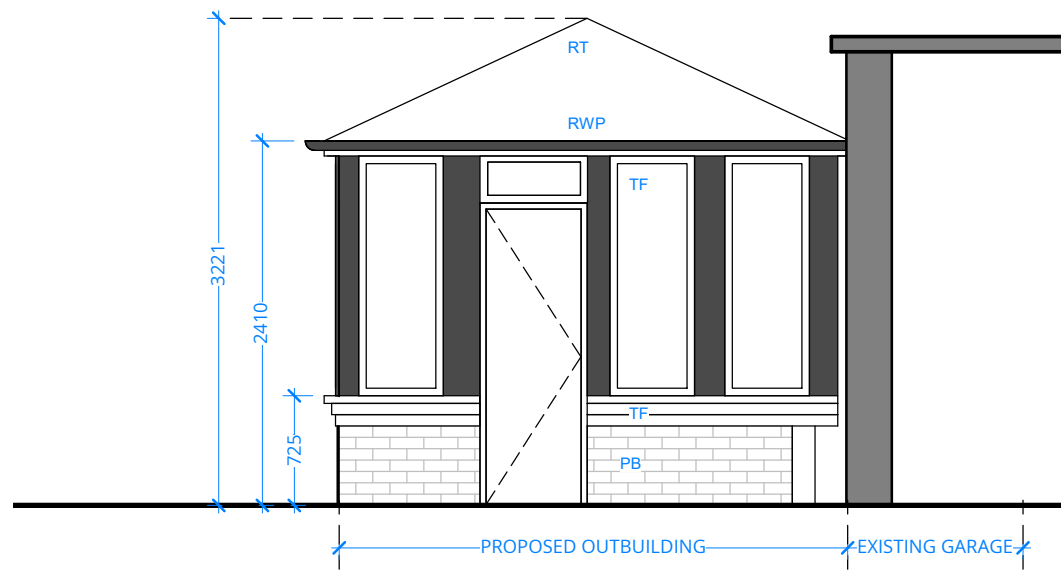 RT
RWP
TF
3221
2410
TF
725
PB
PROPOSED OUTBUILDING
EXISTING GARAGE